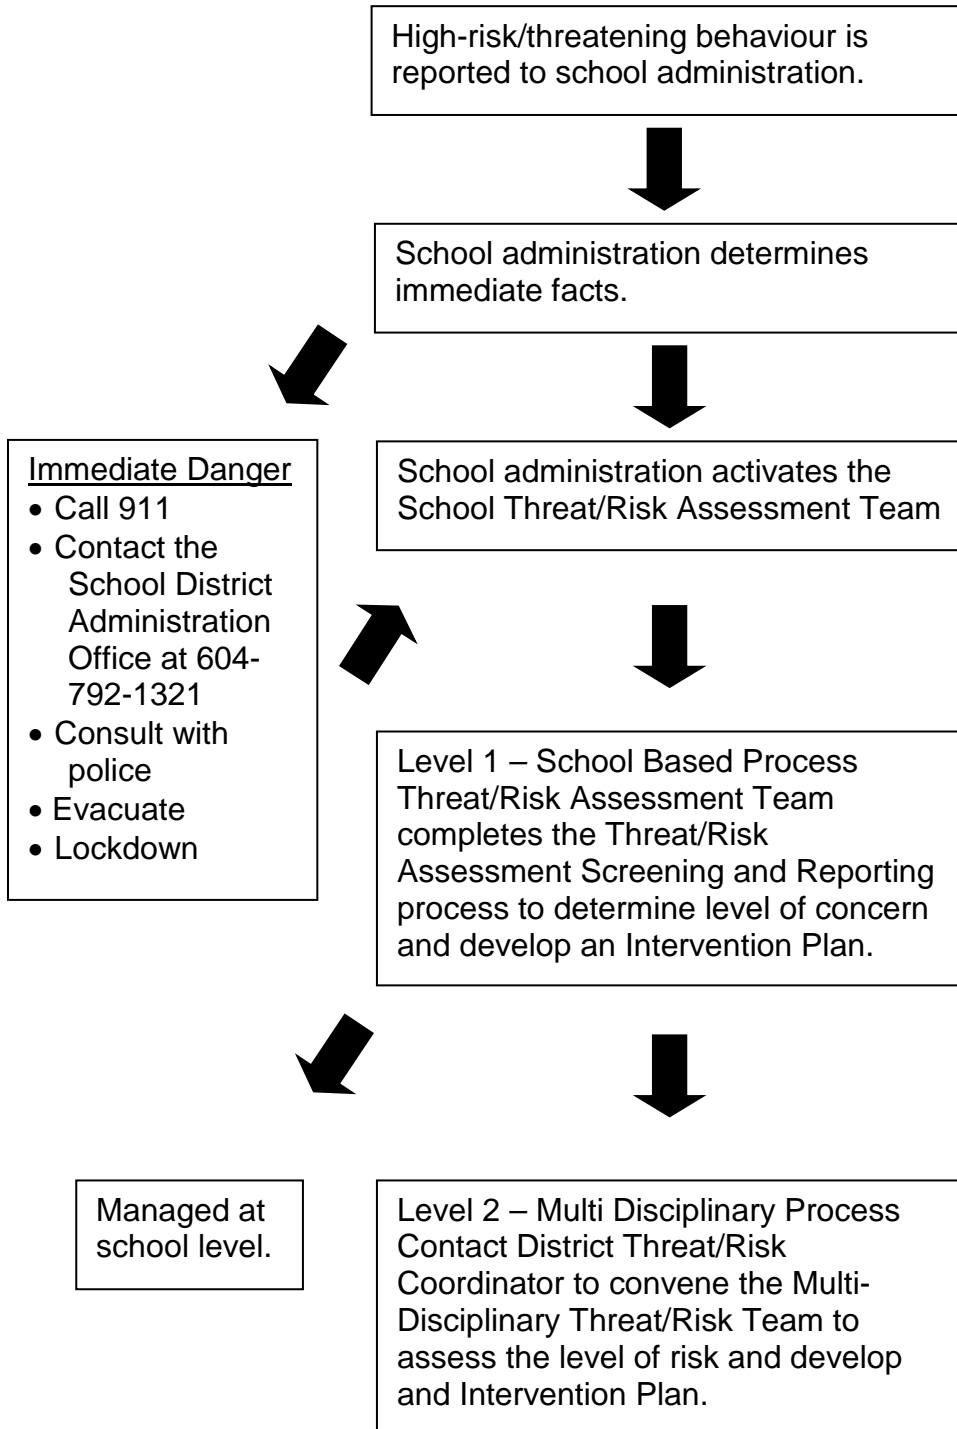 High-risk/threatening behaviour is
reported to school administration.
School administration determines
immediate facts.
Immediate Danger
• Call 911
• Contact the
School District
Administration
Office at 604-
792-1321
• Consult with
police
• Evacuate
• Lockdown
School administration activates the
School Threat/Risk Assessment Team
Level 1 – School Based Process
Threat/Risk Assessment Team
completes the Threat/Risk
Assessment Screening and Reporting
process to determine level of concern
and develop an Intervention Plan.
Managed at
school level.
Level 2 – Multi Disciplinary Process
Contact District Threat/Risk
Coordinator to convene the Multi-
Disciplinary Threat/Risk Team to
assess the level of risk and develop
and Intervention Plan.